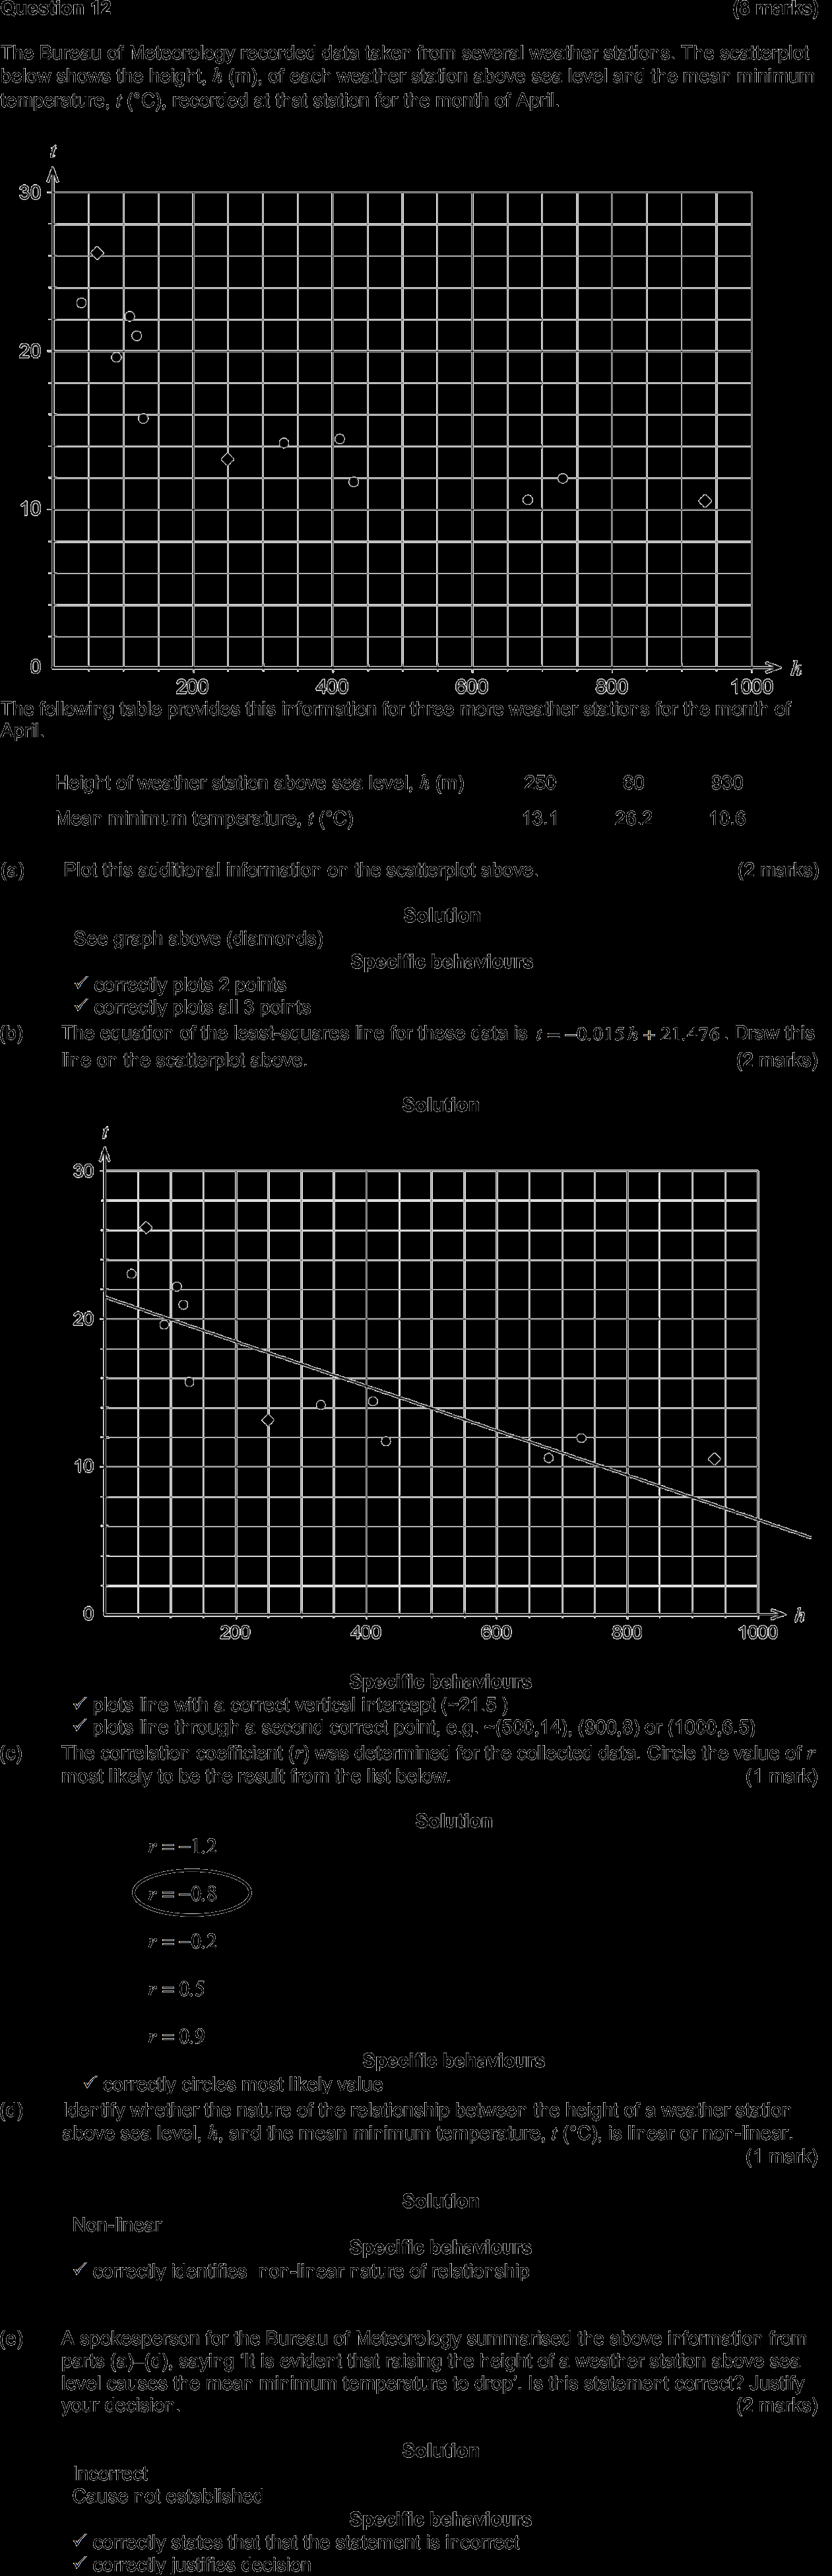 Question 12 (8 marks)
The Bureau of Meteorology recorded data taken from several weather stations. The scatterplot
below shows the height, h (m), of each weather station above sea level and the mean minimum
temperature, t (°C), recorded at that station for the month of April.
t
30
20
10
0
200 400 600 800 1000 h
The following table provides this information for three more weather stations for the month of
April.
Height of weather station above sea level, h (m) 250 60 930
Mean minimum temperature, t (°C) 13.1 26.2 10.6
(a) Plot this additional information on the scatterplot above. (2 marks)
Solution
See graph above (diamonds)
Specific behaviours
✓ correctly plots 2 points
✓ correctly plots all 3 points
(b) The equation of the least-squares line for these data is t = −0.015h + 21.476 . Draw this
line on the scatterplot above. (2 marks)
Solution
t
30
20
10
0
200 400 600 800 1000 h
Specific behaviours
✓ plots line with a correct vertical intercept (~21.5 )
✓ plots line through a second correct point, e.g. ~(500,14), (900,8) or (1000,6.5)
(c) The correlation coefficient (r) was determined for the collected data. Circle the value of r
most likely to be the result from the list below. (1 mark)
Solution
r = −1.2
r = −0.8
r = −0.2
r = 0.5
r = 0.9
Specific behaviours
✓ correctly circles most likely value
(d) Identify whether the nature of the relationship between the height of a weather station
above sea level, h, and the mean minimum temperature, t (°C), is linear or non-linear.
(1 mark)
Solution
Non-linear
Specific behaviours
✓ correctly identifies non-linear nature of relationship
(e) A spokesperson for the Bureau of Meteorology summarised the above information from
parts (a)–(d), saying 'It is evident that raising the height of a weather station above sea
level causes the mean minimum temperature to drop'. Is this statement correct? Justify
your decision. (2 marks)
Solution
Incorrect
Cause not established
Specific behaviours
✓ correctly states that that the statement is incorrect
✓ correctly justifies decision